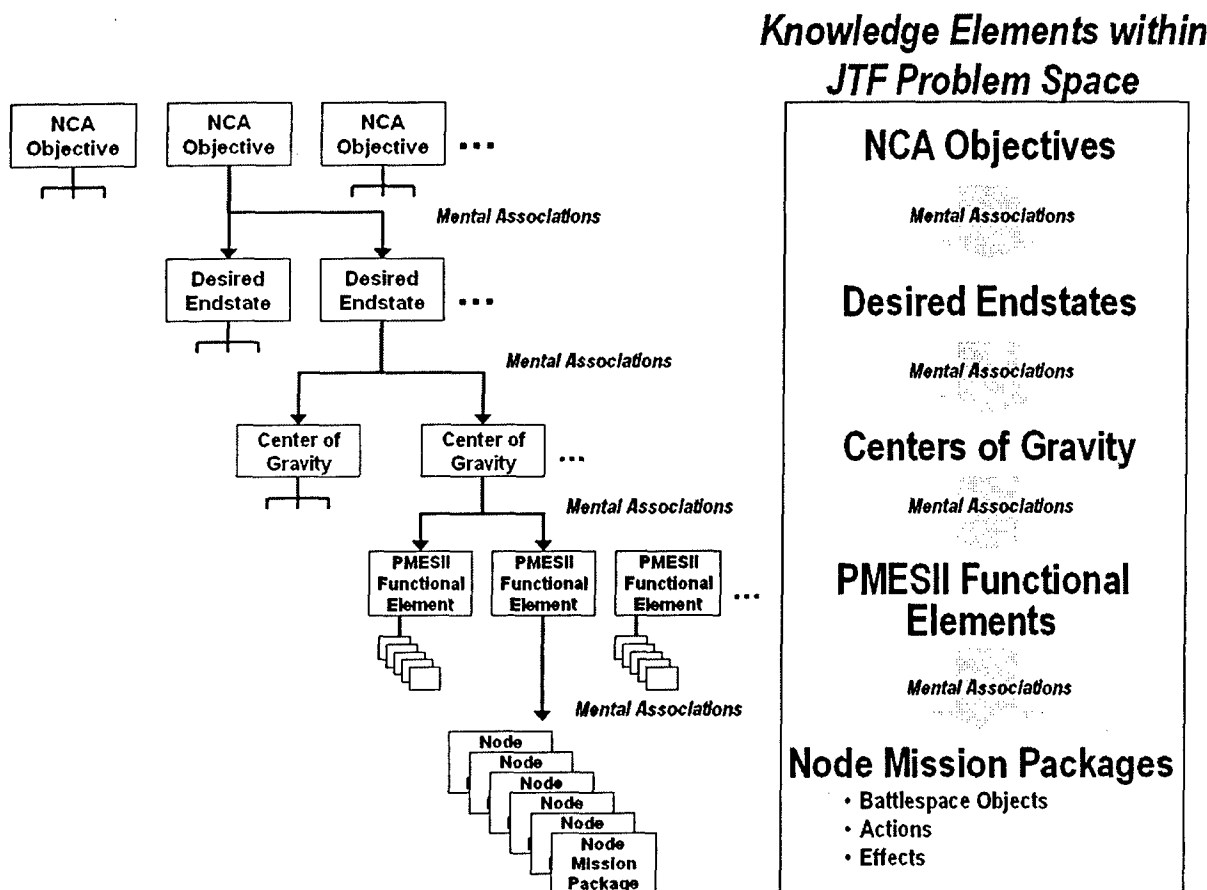 Knowledge Elements within
JTF Problem Space
NCA
Objective
NCA
Objective
NCA
Objective
...
Mental Associations
Desired
Endstate
Desired
Endstate
...
Mental Associations
Center of
Gravity
Center of
Gravity
...
Mental Associations
PMESII
Functional
Element
PMESII
Functional
Element
PMESII
Functional
Element
...
Mental Associations
Node
Node
Node
Node
Node
Node
Mission
Package
NCA Objectives
Mental Associations
Desired Endstates
Mental Associations
Centers of Gravity
Mental Associations
PMESII Functional
Elements
Mental Associations
Node Mission Packages
• Battlespace Objects
• Actions
• Effects